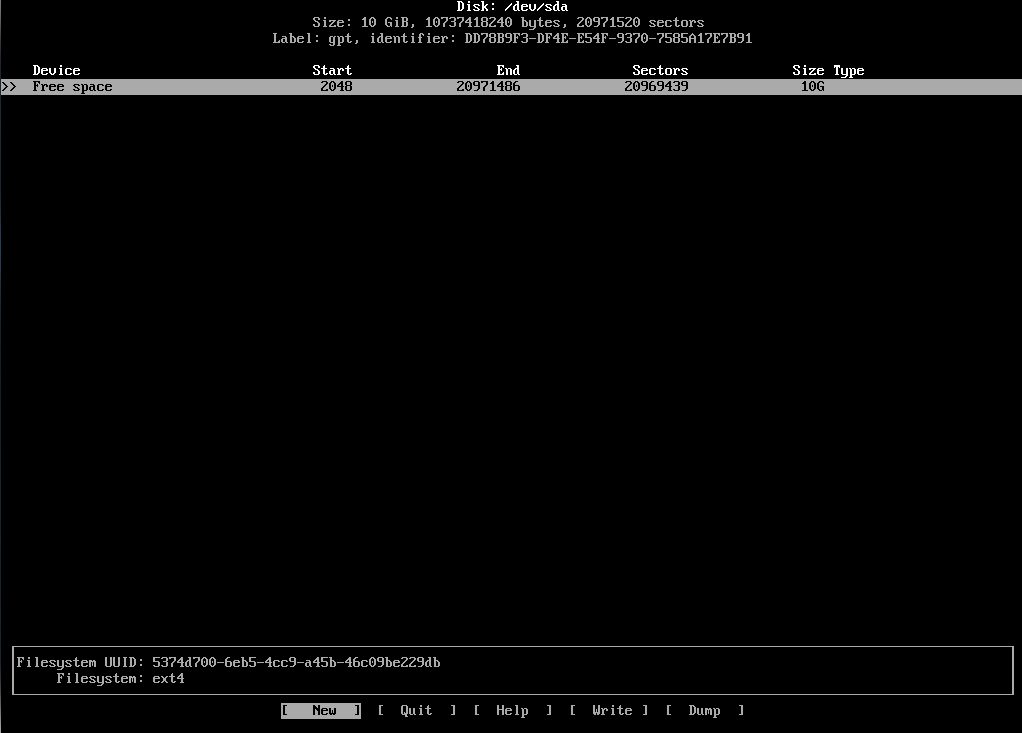 Disk: /dev/sda
Size: 10 GiB, 10737418240 bytes, 20971520 sectors
Label: gpt, identifier: DD78B9F3-DF4E-E54F-9370-7585A17E7B91
Device Start End Sectors Size Type
>> Free space 2048 20971486 20969439 10G
Filesystem UUID: 5374d700-6eb5-4cc9-a45b-46c09be229db
Filesystem: ext4
[ New ] [ Quit ] [ Help ] [ Write ] [ Dump ]